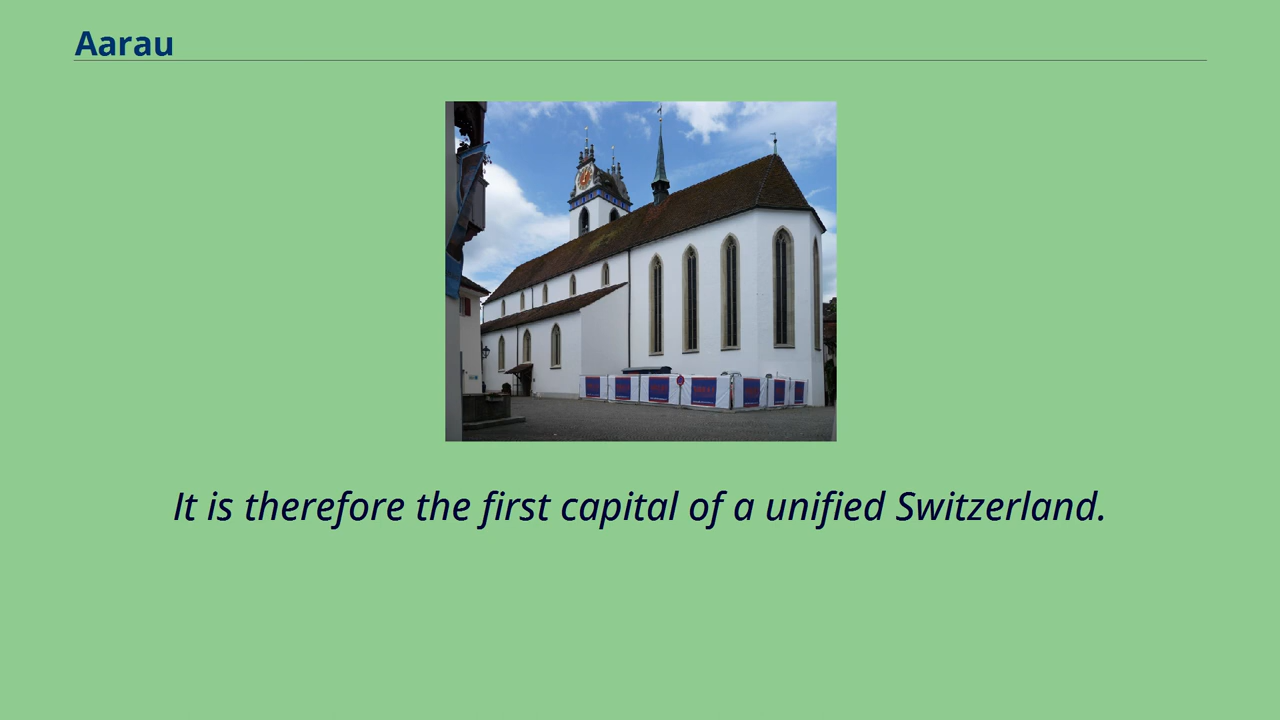 Aarau
It is therefore the first capital of a unified Switzerland.